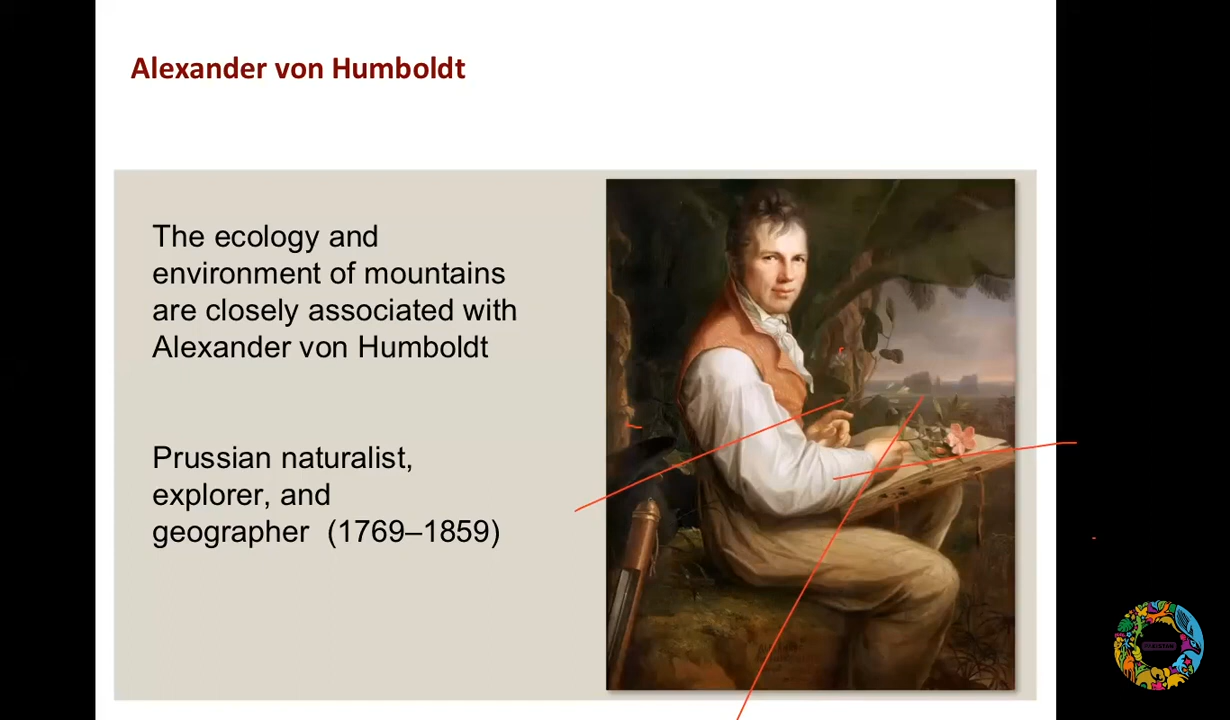 Alexander von Humboldt
The ecology and
environment of mountains
are closely associated with
Alexander von Humboldt
Prussian naturalist,
explorer, and
geographer (1769–1859)